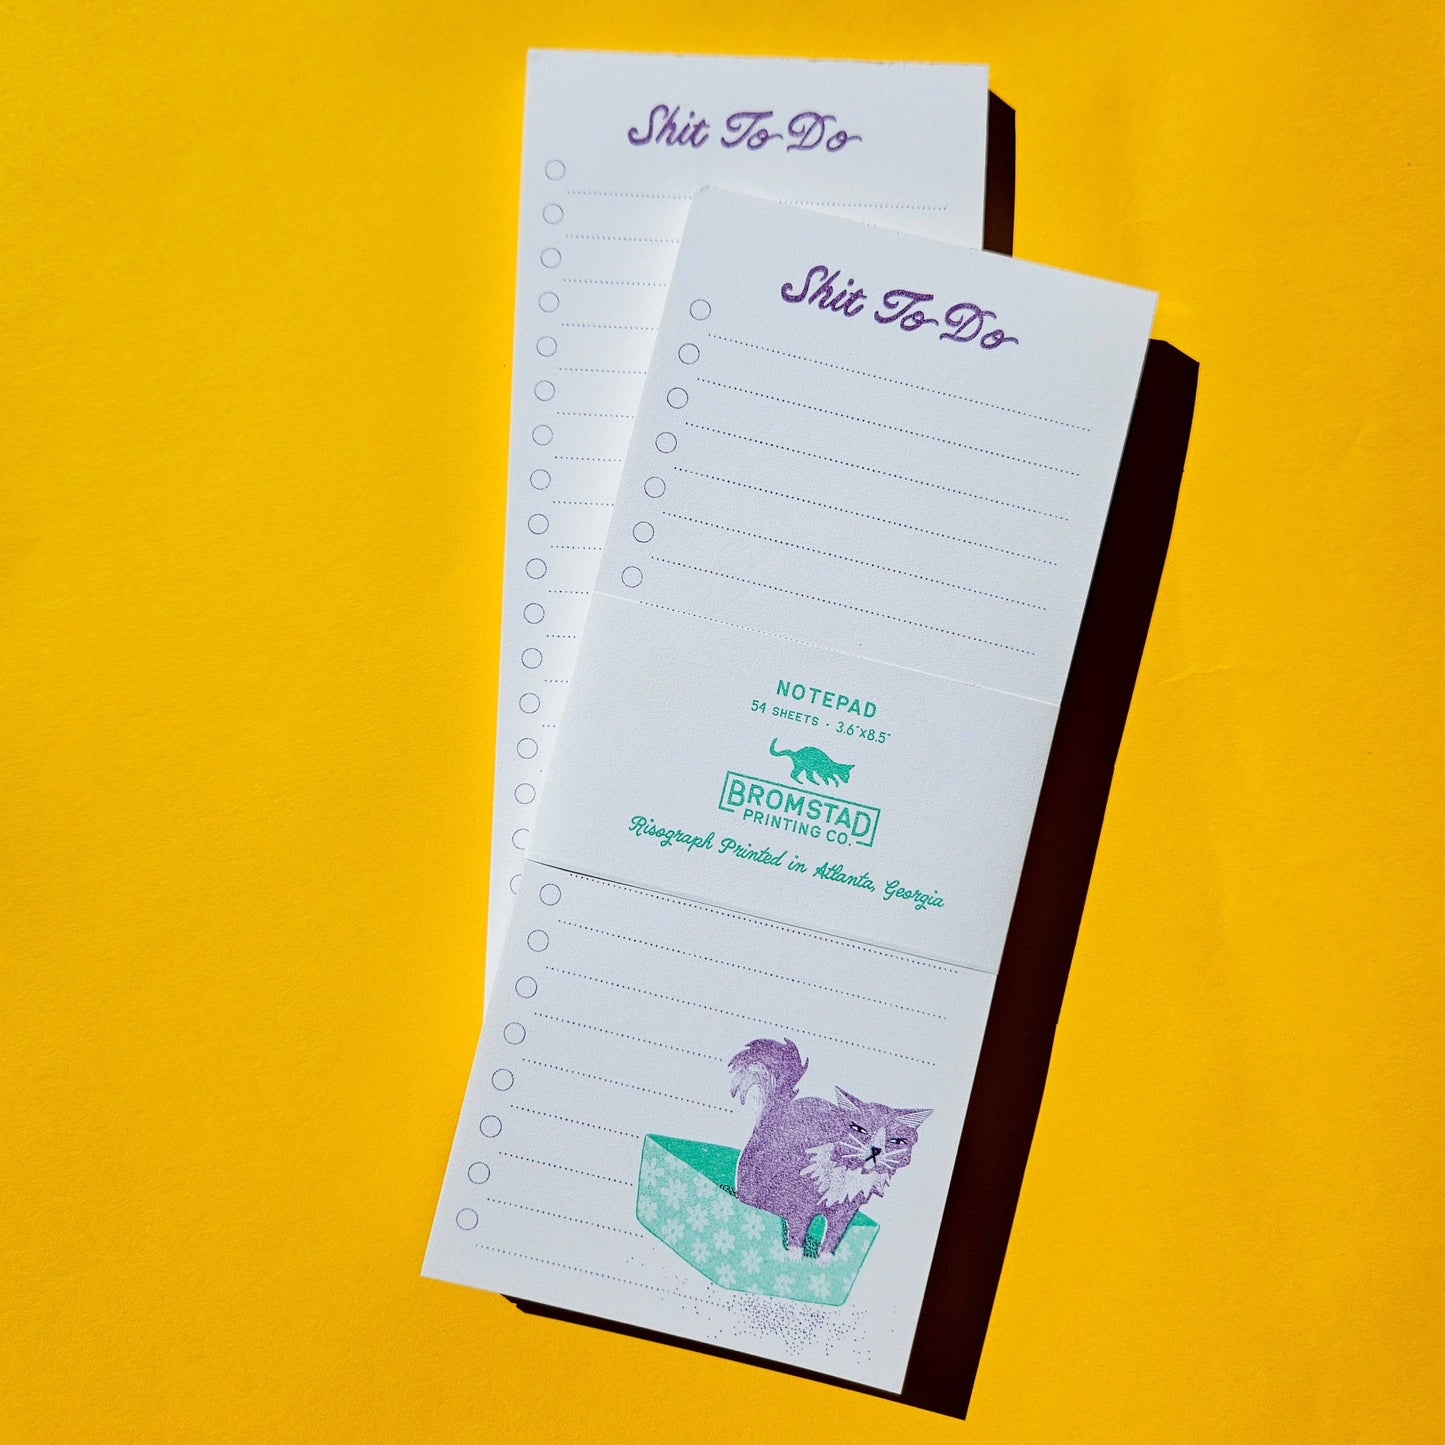 Shit To Do
Shit To Do
NOTEPAD
54 SHEETS · 3.6"x8.5"
BROMSTAD
PRINTING CO.
Risograph Printed in Atlanta, Georgia